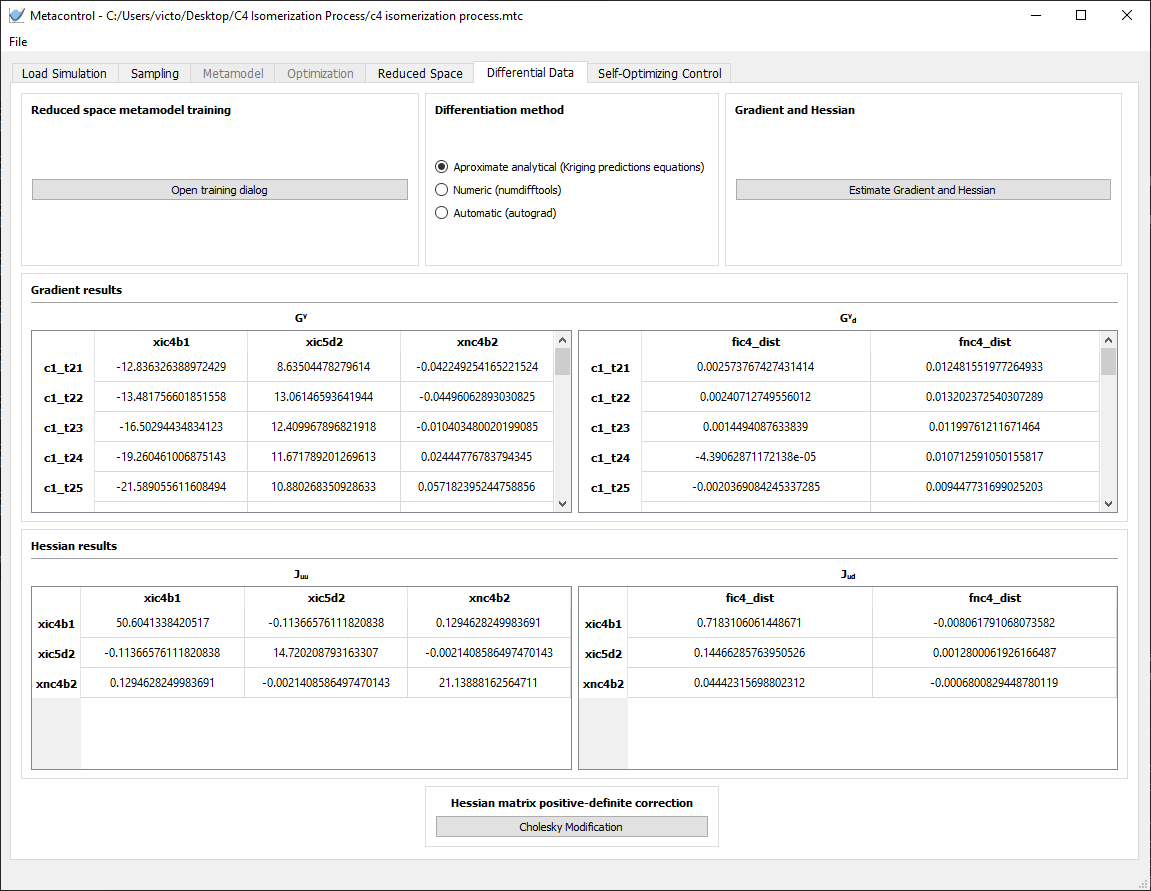 Metacontrol - C:/Users/victo/Desktop/C4 Isomerization Process/c4 isomerization process.mtc
File
Load Simulation Sampling Metamodel Optimization Reduced Space Differential Data Self-Optimizing Control
Reduced space metamodel training
Open training dialog
Differentiation method
Aproximate analytical (Kriging predictions equations)
Numeric (numdifftools)
Automatic (autograd)
Gradient and Hessian
Estimate Gradient and Hessian
Gradient results
Gʸ
xic4b1 xic5d2 xnc4b2
c1_t21 -12.836326388972429 8.63504478279614 -0.042249254165221524
c1_t22 -13.481756601851558 13.06146593641944 -0.04496062893030825
c1_t23 -16.50294434834123 12.409967896821918 -0.010403480020199085
c1_t24 -19.260461006875143 11.671789201269613 0.02444776783794345
c1_t25 -21.589055611608494 10.880268350928633 0.057182395244758856
Gʸd
fic4_dist fnc4_dist
c1_t21 0.002573767427431414 0.012481551977264933
c1_t22 0.00240712749556012 0.013202372540307289
c1_t23 0.0014494087633839 0.01199761211671464
c1_t24 -4.39062871172138e-05 0.010712591050155817
c1_t25 -0.0020369084245337285 0.009447731699025203
Hessian results
Jᵤᵤ
xic4b1 xic5d2 xnc4b2
xic4b1 50.6041338420517 -0.11366576111820838 0.1294628249983691
xic5d2 -0.11366576111820838 14.720208793163307 -0.0021408586497470143
xnc4b2 0.1294628249983691 -0.0021408586497470143 21.13888162564711
Jud
fic4_dist fnc4_dist
xic4b1 0.7183106061448671 -0.008061791068073582
xic5d2 0.14466285763950526 0.0012800061926166487
xnc4b2 0.04442315698802312 -0.0006800829448780119
Hessian matrix positive-definite correction
Cholesky Modification